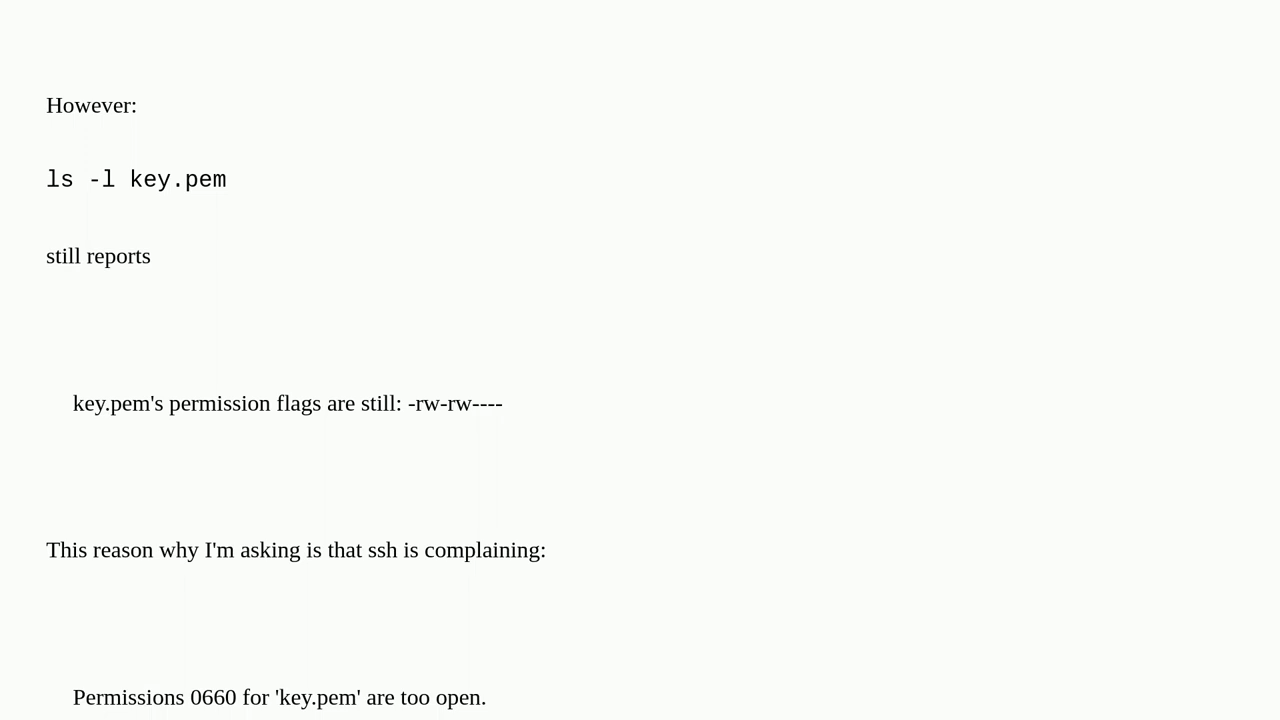 However:
ls -l key.pem
still reports
key.pem's permission flags are still: -rw-rw----
This reason why I'm asking is that ssh is complaining:
Permissions 0660 for 'key.pem' are too open.